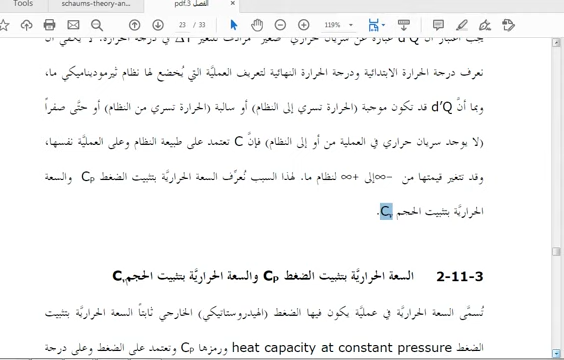 schaums-theory-an...
الفصل 3.pdf
23 / 33
119%
يجب اعتبار أن d'Q عبارة عن سريان حراري "صغير" مرادف للتغير ΔT في درجة الحرارة. لا يكفي أن
نعرف درجة الحرارة الابتدائية ودرجة الحرارة النهائية لتعريف العمليَّة التي يُخضع لها نظام ثيرموديناميكي ما،
وبما أنَّ d'Q قد تكون موجبة (الحرارة تسري إلى النظام) أو سالبة (الحرارة تسري من النظام) أو حتَّى صفراً
(لا يوجد سريان حراري في العملية من أو إلى النظام) فإنَّ C تعتمد على طبيعة النظام وعلى العمليَّة نفسها،
وقد تتغير قيمتها من −∞ إلى +∞ لنظام ما. لهذا السبب تُعرِّف السعة الحراريَّة بتثبيت الضغط Cp والسعة
الحراريَّة بتثبيت الحجم Cv.
2-11-3 السعة الحراريَّة بتثبيت الضغط Cp والسعة الحراريَّة بتثبيت الحجم Cv
تُسمَّى السعة الحراريَّة في عمليَّة يكون فيها الضغط (الهيدروستاتيكي) الخارجي ثابتاً السعة الحراريَّة بتثبيت
الضغط heat capacity at constant pressure ورمزها Cp وتعتمد على الضغط وعلى درجة